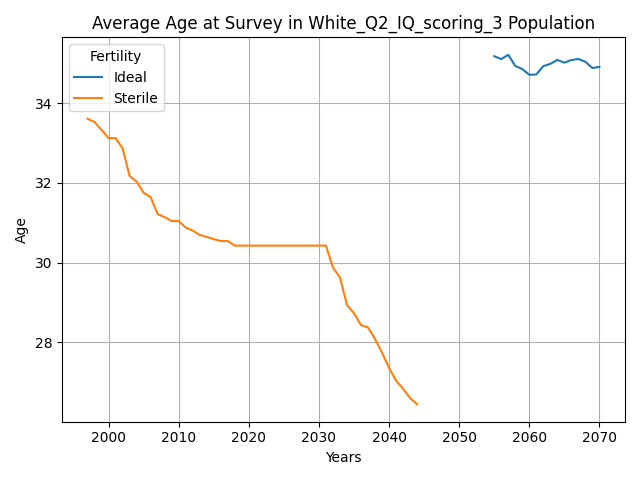 Average Age at Survey in White_Q2_IQ_scoring_3 Population
Fertility
Ideal
Sterile
Age
34
32
30
28
2000 2010 2020 2030 2040 2050 2060 2070
Years